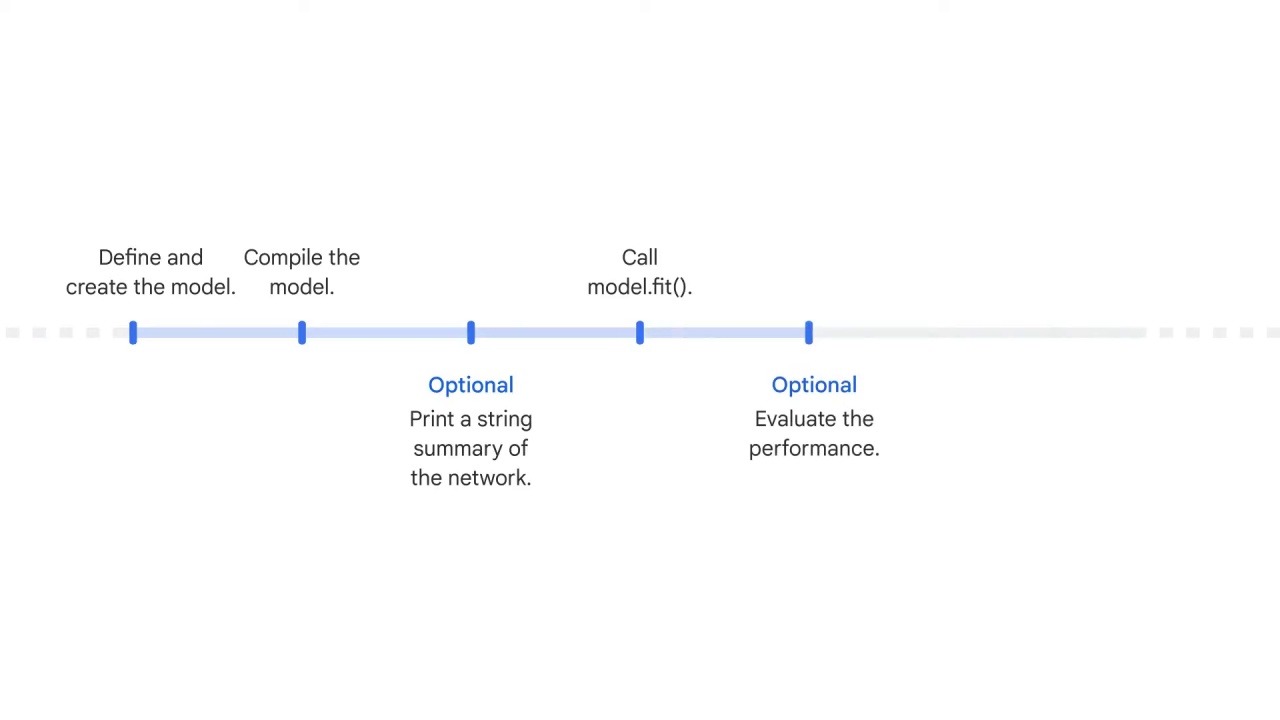 Define and
create the model.
Compile the
model.
Optional
Print a string
summary of
the network.
Call
model.fit().
Optional
Evaluate the
performance.